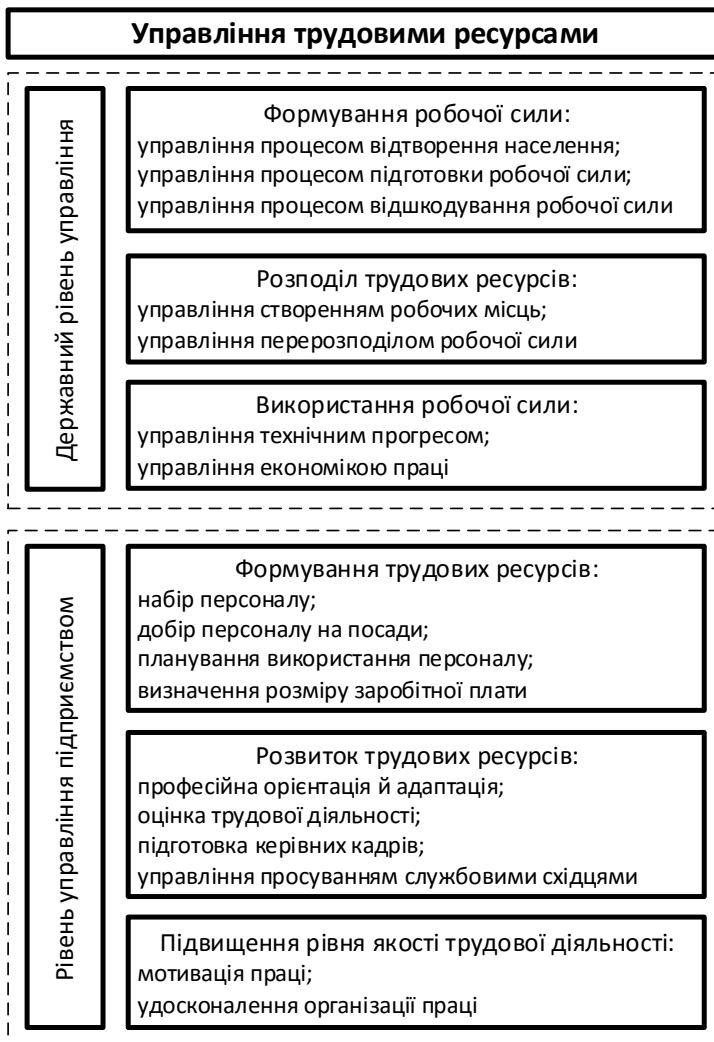 Управління трудовими ресурсами
Державний рівень управління
Формування робочої сили:
управління процесом відтворення населення;
управління процесом підготовки робочої сили;
управління процесом відшкодування робочої сили
Розподіл трудових ресурсів:
управління створенням робочих місць;
управління перерозподілом робочої сили
Використання робочої сили:
управління технічним прогресом;
управління економікою праці
Рівень управління підприємством
Формування трудових ресурсів:
набір персоналу;
добір персоналу на посади;
планування використання персоналу;
визначення розміру заробітної плати
Розвиток трудових ресурсів:
професійна орієнтація й адаптація;
оцінка трудової діяльності;
підготовка керівних кадрів;
управління просуванням службовими східцями
Підвищення рівня якості трудової діяльності:
мотивація праці;
удосконалення організації праці